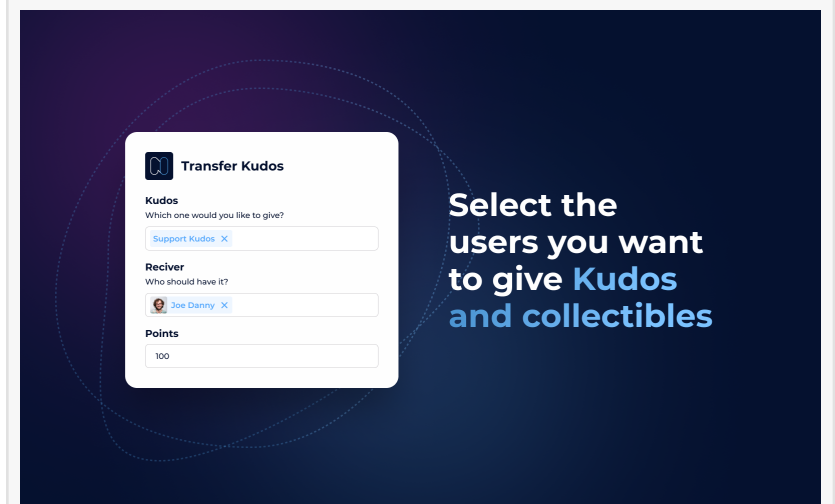 Transfer Kudos
Kudos
Which one would you like to give?
Support Kudos
Reciver
Who should have it?
Joe Danny
Points
100
Select the
users you want
to give Kudos
and collectibles